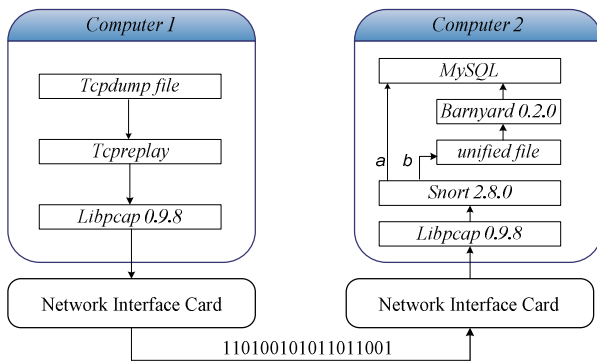 Computer 1
Tcpdump file
Tcpreplay
Libpcap 0.9.8
Network Interface Card
Computer 2
MySQL
Barnyard 0.2.0
a
b
unified file
Snort 2.8.0
Libpcap 0.9.8
Network Interface Card
110100101011011001